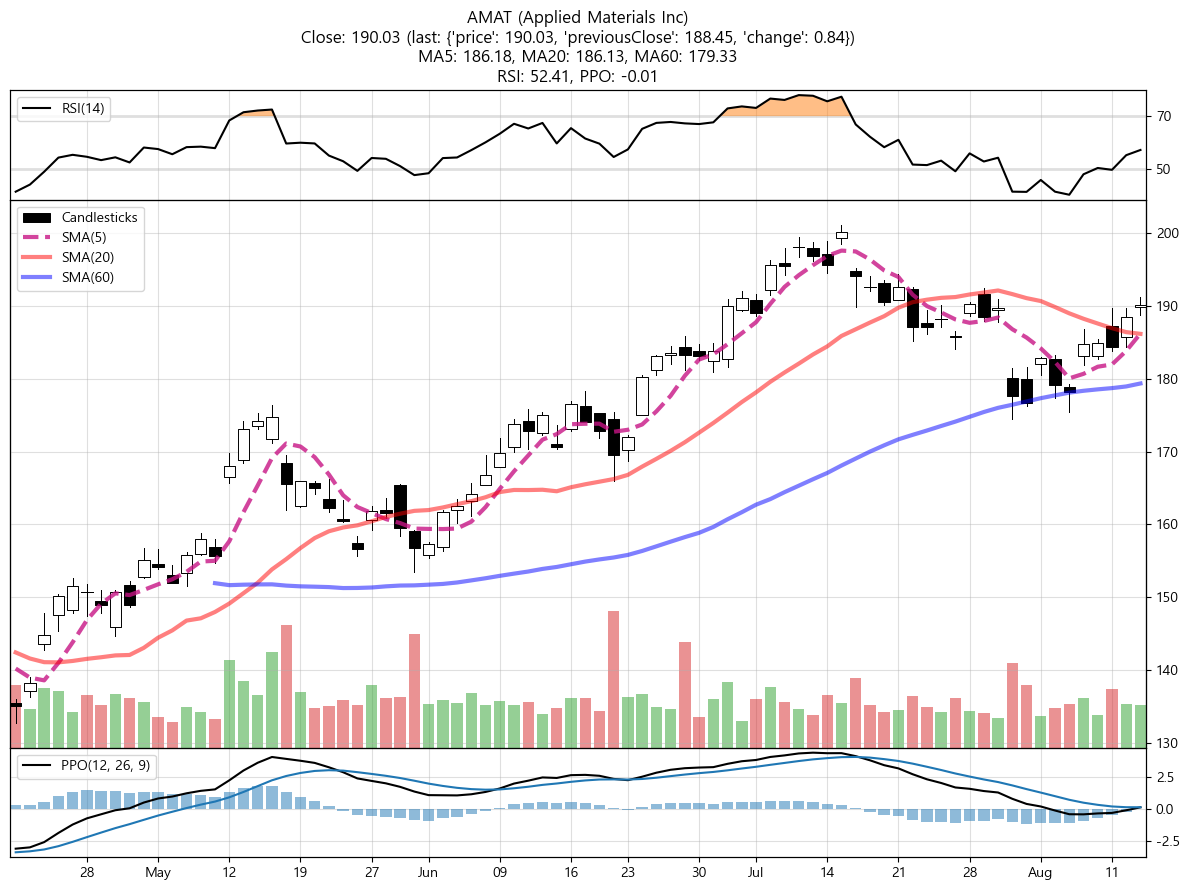 AMAT (Applied Materials Inc)
Close: 190.03 (last: {'price': 190.03, 'previousClose': 188.45, 'change': 0.84})
MA5: 186.18, MA20: 186.13, MA60: 179.33
RSI: 52.41, PPO: -0.01
RSI(14)
70
50
Candlesticks
SMA(5)
SMA(20)
SMA(60)
200
190
180
170
160
150
140
130
PPO(12, 26, 9)
2.5
0.0
-2.5
28 May 12 19 27 Jun 09 16 23 30 Jul 14 21 28 Aug 11